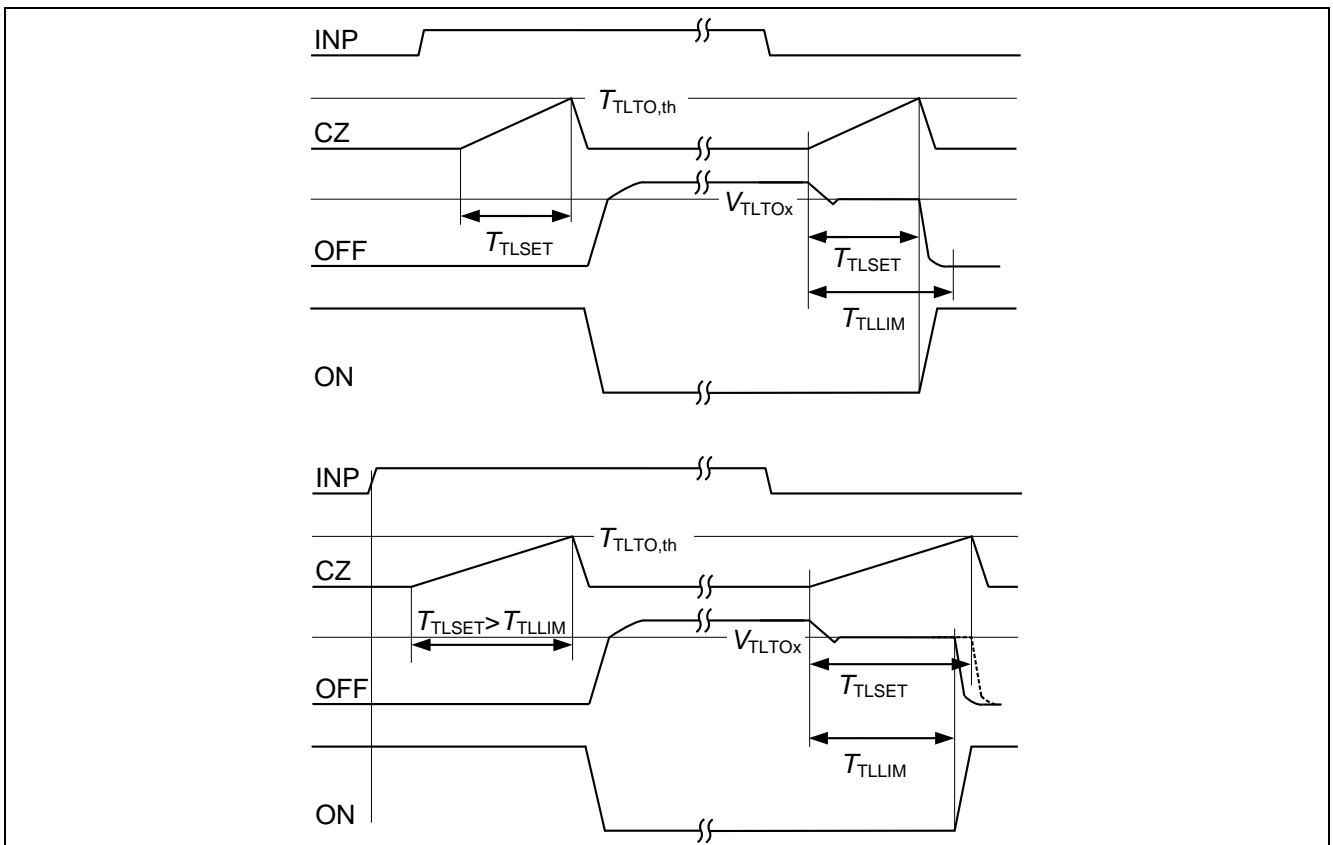 INP
T_TLTO,th
CZ
V_TLTOx
T_TLSET
OFF
T_TLSET
T_TLLIM
ON
INP
T_TLTO,th
CZ
T_TLSET> T_TLLIM
V_TLTOx
T_TLSET
OFF
T_TLLIM
ON